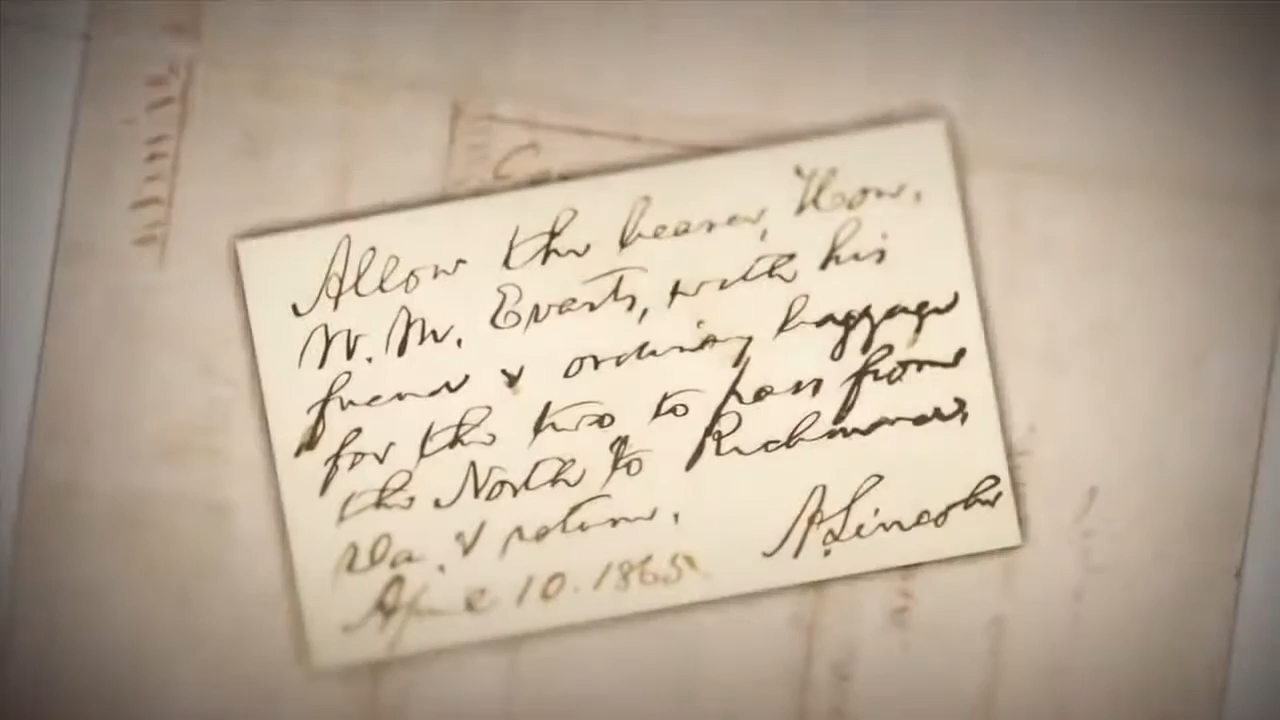 Allow the bearer, Hon.
W. M. Evarts, with his
friend & ordinary baggage
for the two to pass from
the North to Richmond,
Va. & return.
A. Lincoln
April 10. 1865